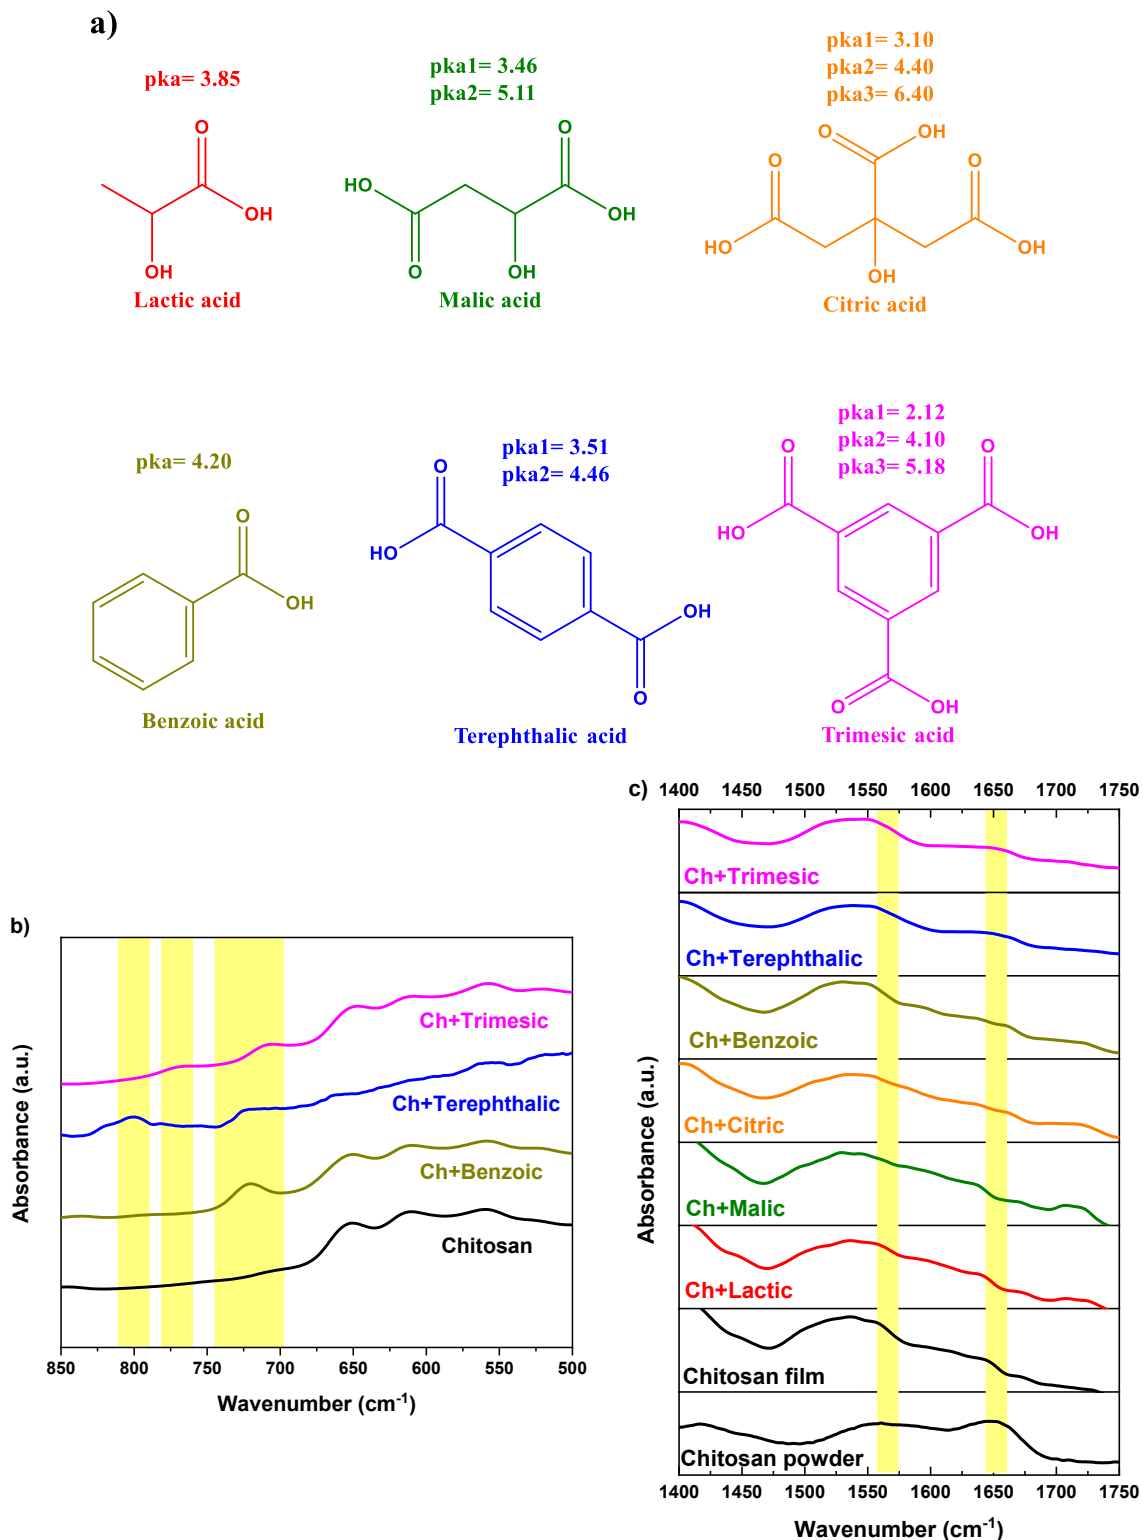 a)
pka= 3.85
O
OH
OH
Lactic acid
pka1= 3.46
pka2= 5.11
O
HO
O
OH
OH
Malic acid
pka1= 3.10
pka2= 4.40
pka3= 6.40
O
OH
O
O
HO
OH
OH
Citric acid
pka= 4.20
O
OH
Benzoic acid
pka1= 3.51
pka2= 4.46
O
HO
OH
O
Terephthalic acid
pka1= 2.12
pka2= 4.10
pka3= 5.18
O
O
HO
OH
O
OH
Trimesic acid
b)
Absorbance (a.u.)
Ch+Trimesic
Ch+Terephthalic
Ch+Benzoic
Chitosan
850 800 750 700 650 600 550 500
Wavenumber (cm-1)
c)
1400 1450 1500 1550 1600 1650 1700 1750
Absorbance (a.u.)
Ch+Trimesic
Ch+Terephthalic
Ch+Benzoic
Ch+Citric
Ch+Malic
Ch+Lactic
Chitosan film
Chitosan powder
1400 1450 1500 1550 1600 1650 1700 1750
Wavenumber (cm-1)